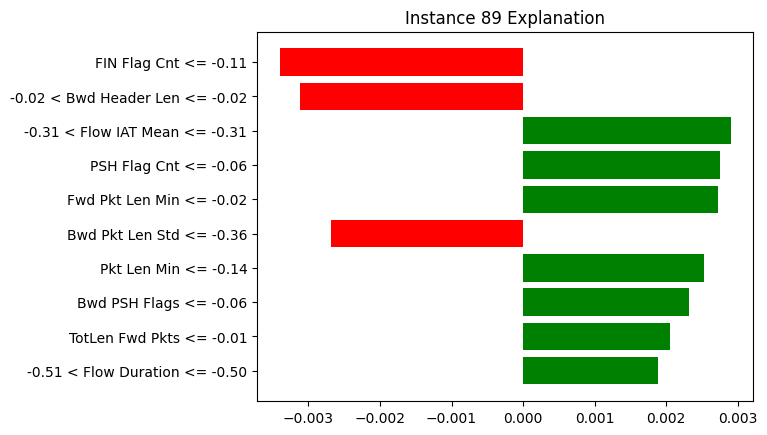 Instance 89 Explanation
FIN Flag Cnt <= -0.11
-0.02 < Bwd Header Len <= -0.02
-0.31 < Flow IAT Mean <= -0.31
PSH Flag Cnt <= -0.06
Fwd Pkt Len Min <= -0.02
Bwd Pkt Len Std <= -0.36
Pkt Len Min <= -0.14
Bwd PSH Flags <= -0.06
TotLen Fwd Pkts <= -0.01
-0.51 < Flow Duration <= -0.50
−0.003 −0.002 −0.001 0.000 0.001 0.002 0.003